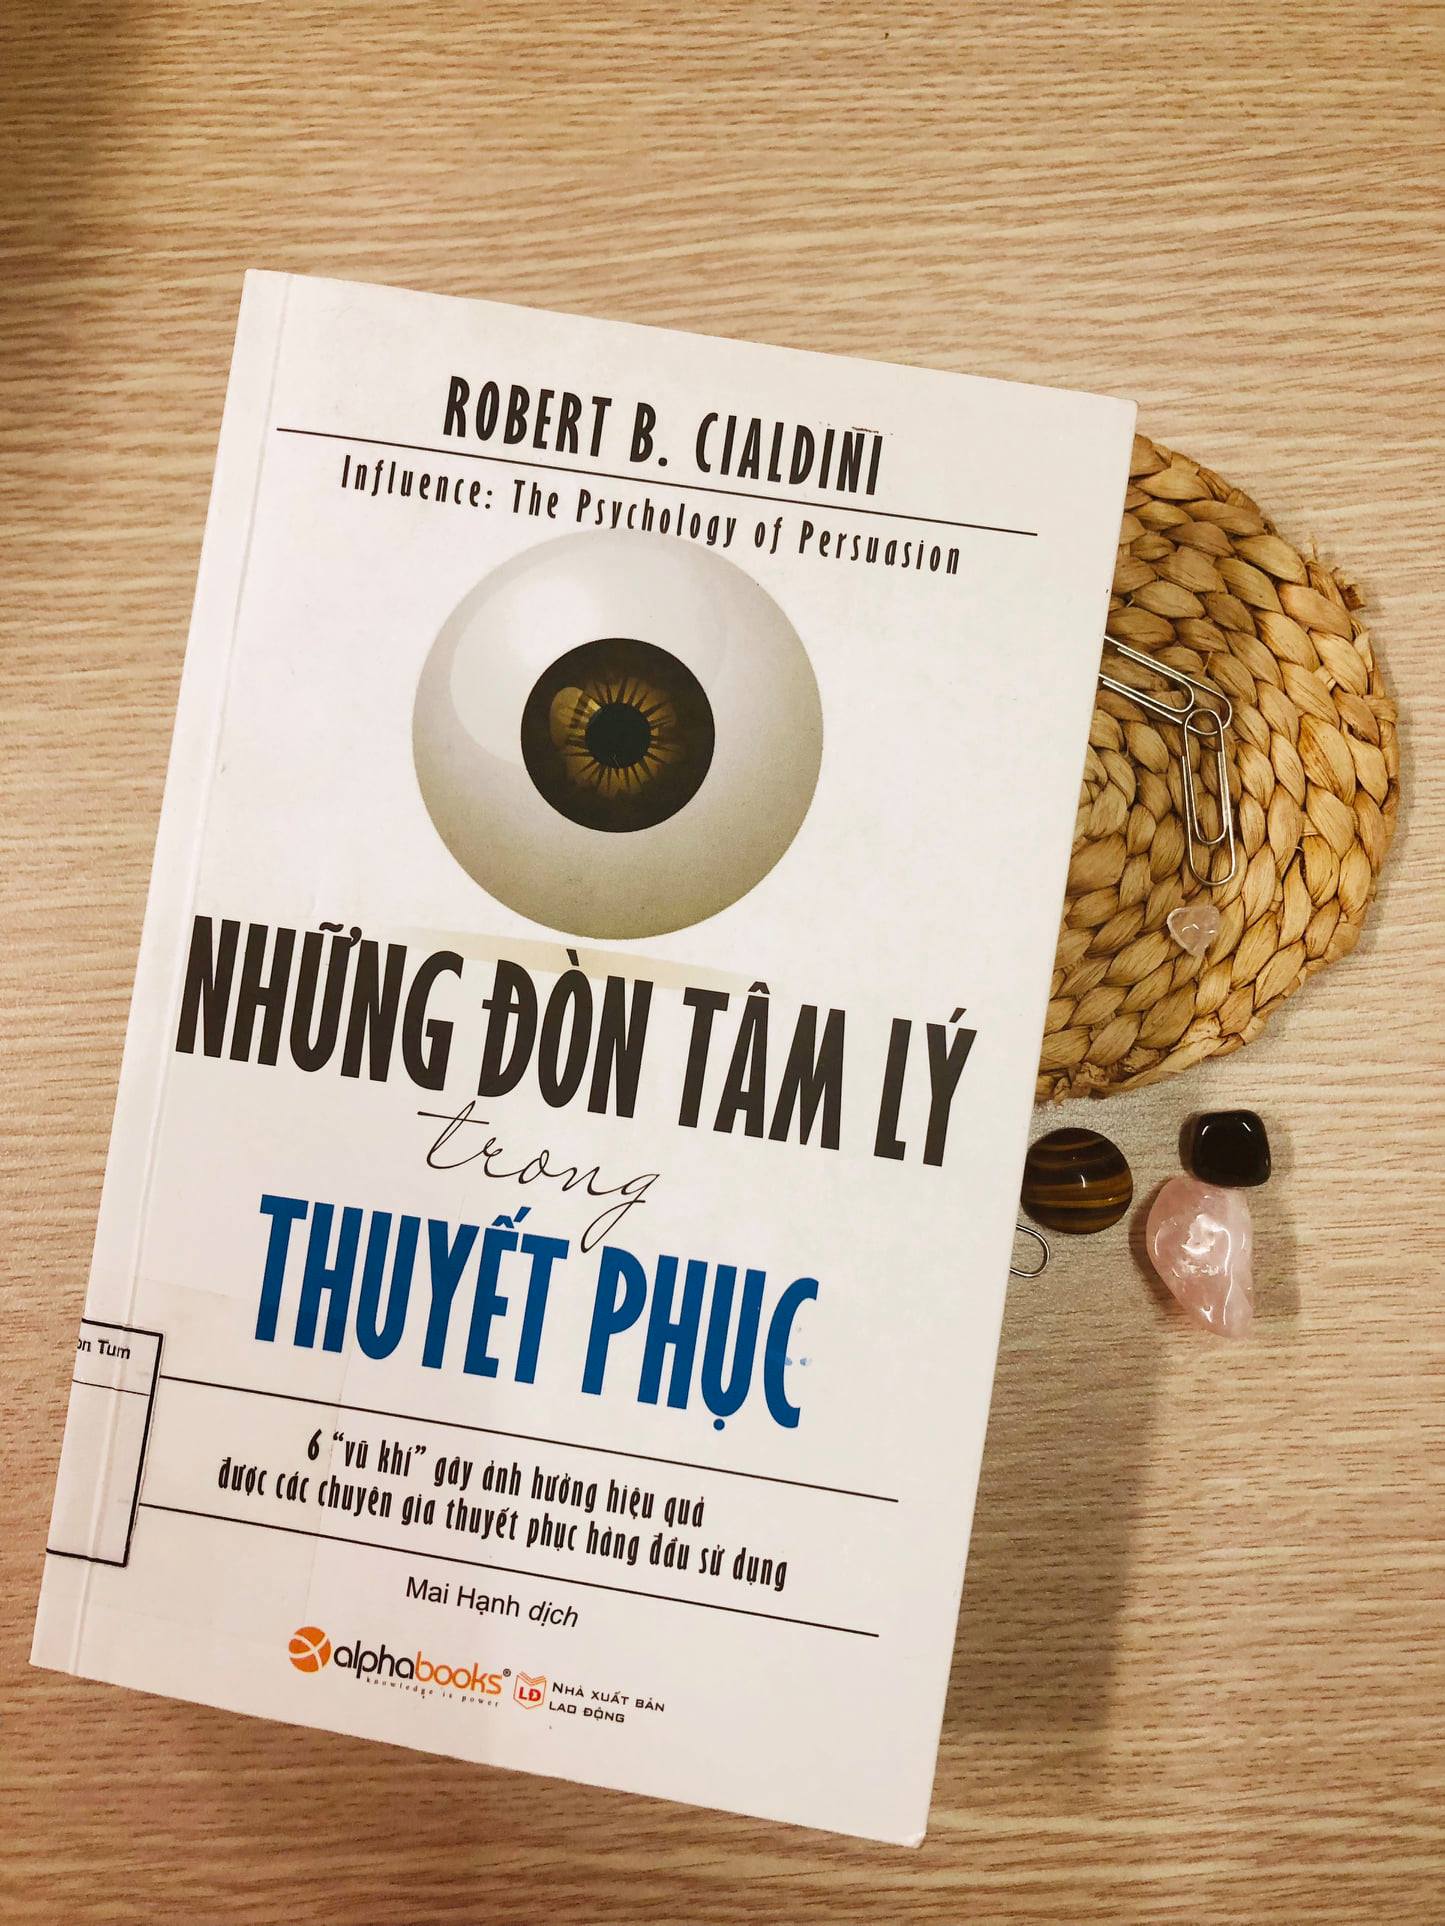 ROBERT B. CIALDINI
Influence: The Psychology of Persuasion
NHỮNG ĐÒN TÂM LÝ
trong
THUYẾT PHỤC
Tum
6 “vũ khí” gây ảnh hưởng hiệu quả
được các chuyên gia thuyết phục hàng đầu sử dụng
Mai Hạnh dịch
alphabooks®
knowledge is power
LĐ
NHÀ XUẤT BẢN
LAO ĐỘNG